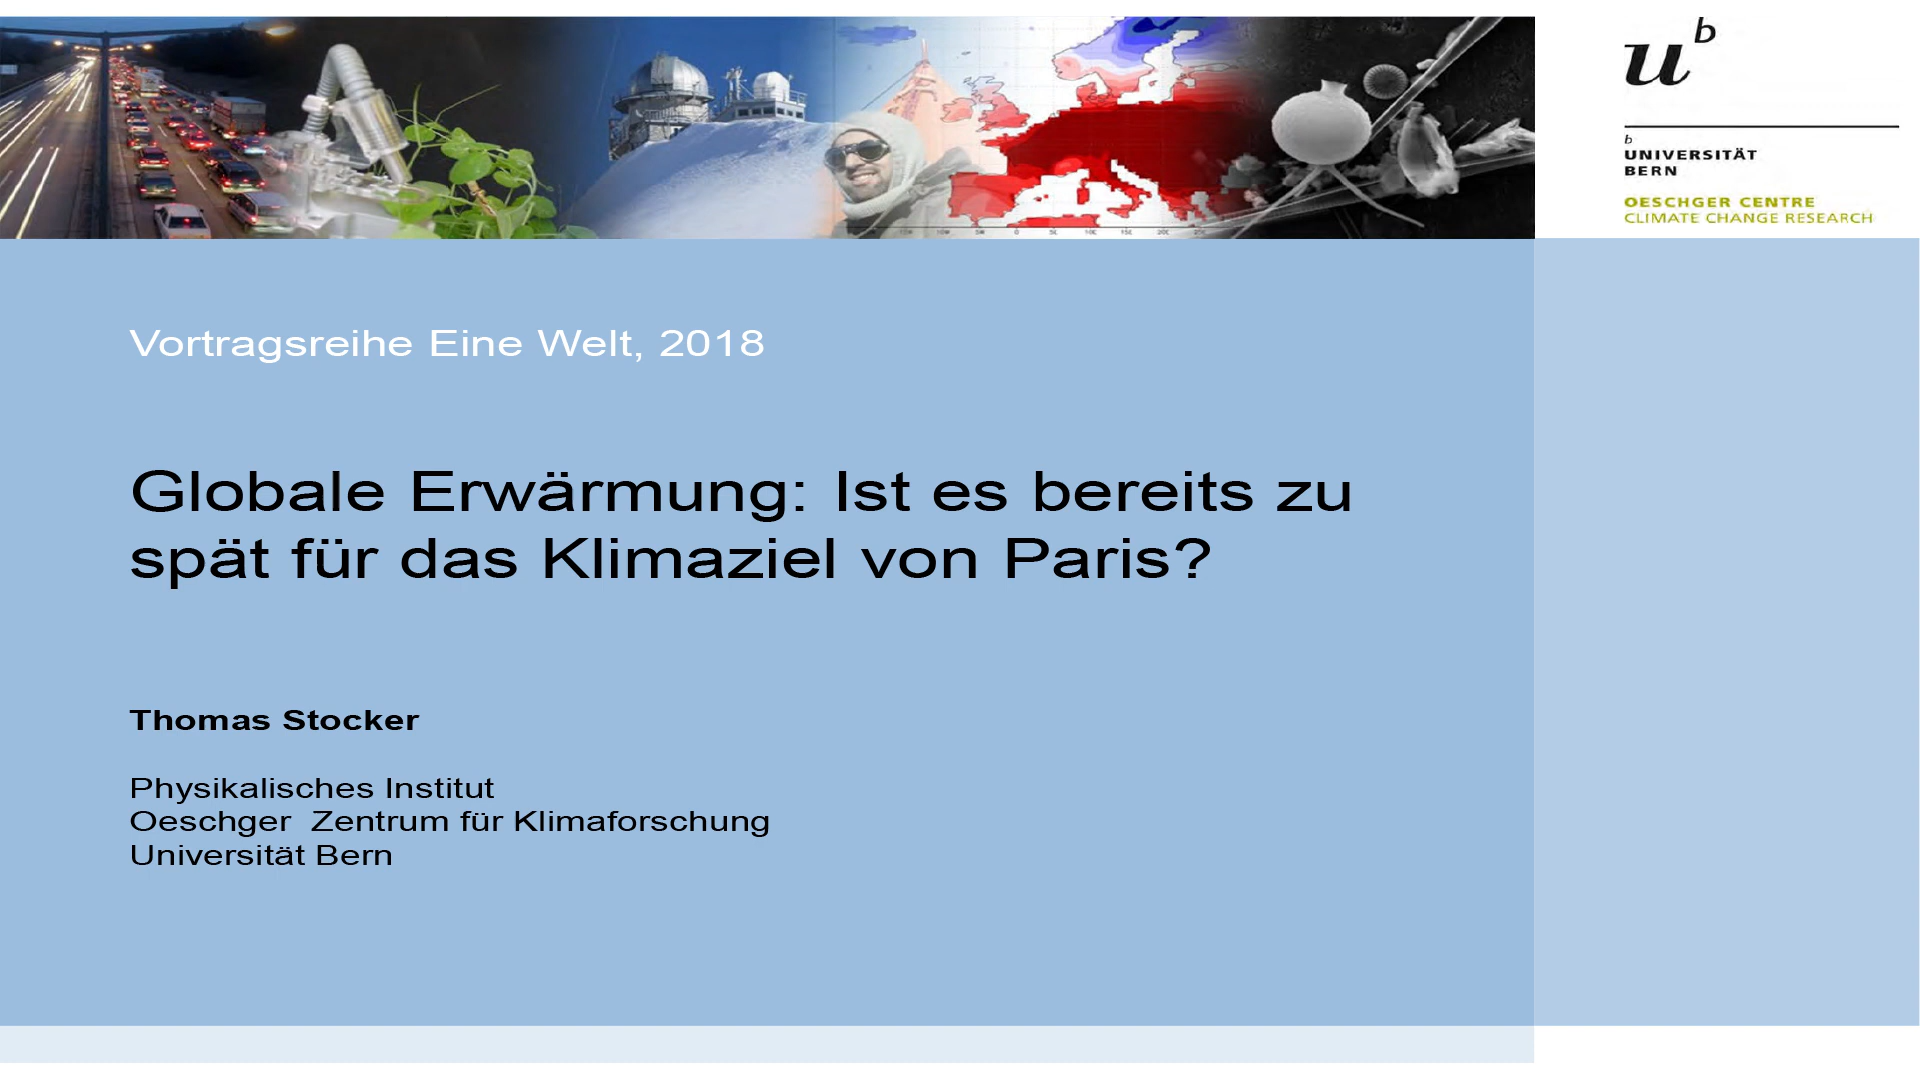 u b
b
UNIVERSITÄT
BERN
OESCHGER CENTRE
CLIMATE CHANGE RESEARCH
Vortragsreihe Eine Welt, 2018
Globale Erwärmung: Ist es bereits zu
spät für das Klimaziel von Paris?
Thomas Stocker
Physikalisches Institut
Oeschger  Zentrum für Klimaforschung
Universität Bern